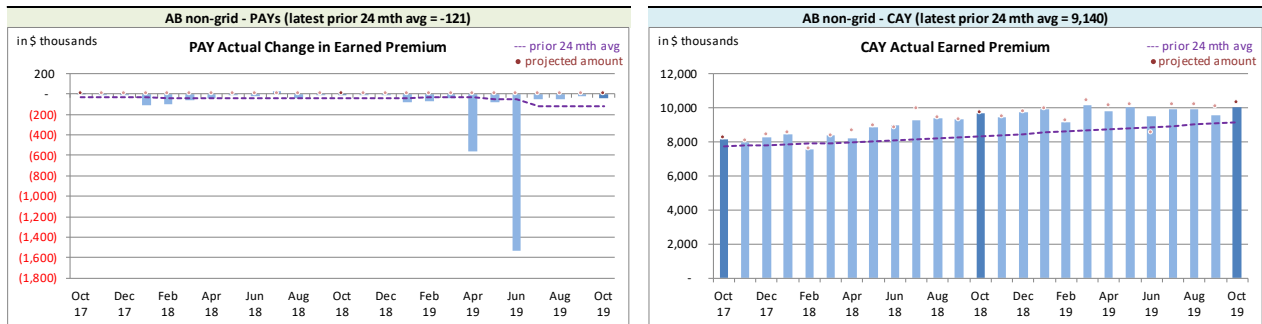 AB non-grid - PAYs (latest prior 24 mth avg = -121)
in $ thousands
PAY Actual Change in Earned Premium
--- prior 24 mth avg
• projected amount
200
-
(200)
(400)
(600)
(800)
(1,000)
(1,200)
(1,400)
(1,600)
(1,800)
Oct Dec Feb Apr Jun Aug Oct Dec Feb Apr Jun Aug Oct
17 17 18 18 18 18 18 18 19 19 19 19 19
AB non-grid - CAY (latest prior 24 mth avg = 9,140)
in $ thousands
CAY Actual Earned Premium
--- prior 24 mth avg
• projected amount
12,000
10,000
8,000
6,000
4,000
2,000
-
Oct Dec Feb Apr Jun Aug Oct Dec Feb Apr Jun Aug Oct
17 17 18 18 18 18 18 18 19 19 19 19 19